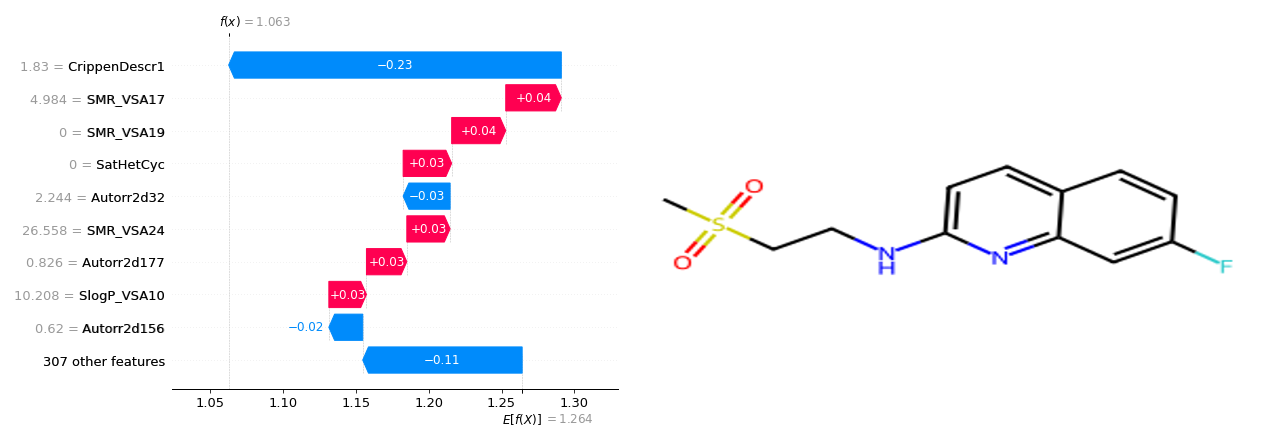 f(x) = 1.063
1.83 = CrippenDescr1
−0.23
4.984 = SMR_VSA17
+0.04
0 = SMR_VSA19
+0.04
0 = SatHetCyc
+0.03
2.244 = Autorr2d32
−0.03
26.558 = SMR_VSA24
+0.03
0.826 = Autorr2d177
+0.03
10.208 = SlogP_VSA10
+0.03
0.62 = Autorr2d156
−0.02
307 other features
−0.11
1.05 1.10 1.15 1.20 1.25 1.30
E[f(X)] = 1.264
O
S
O
N
H
N
F